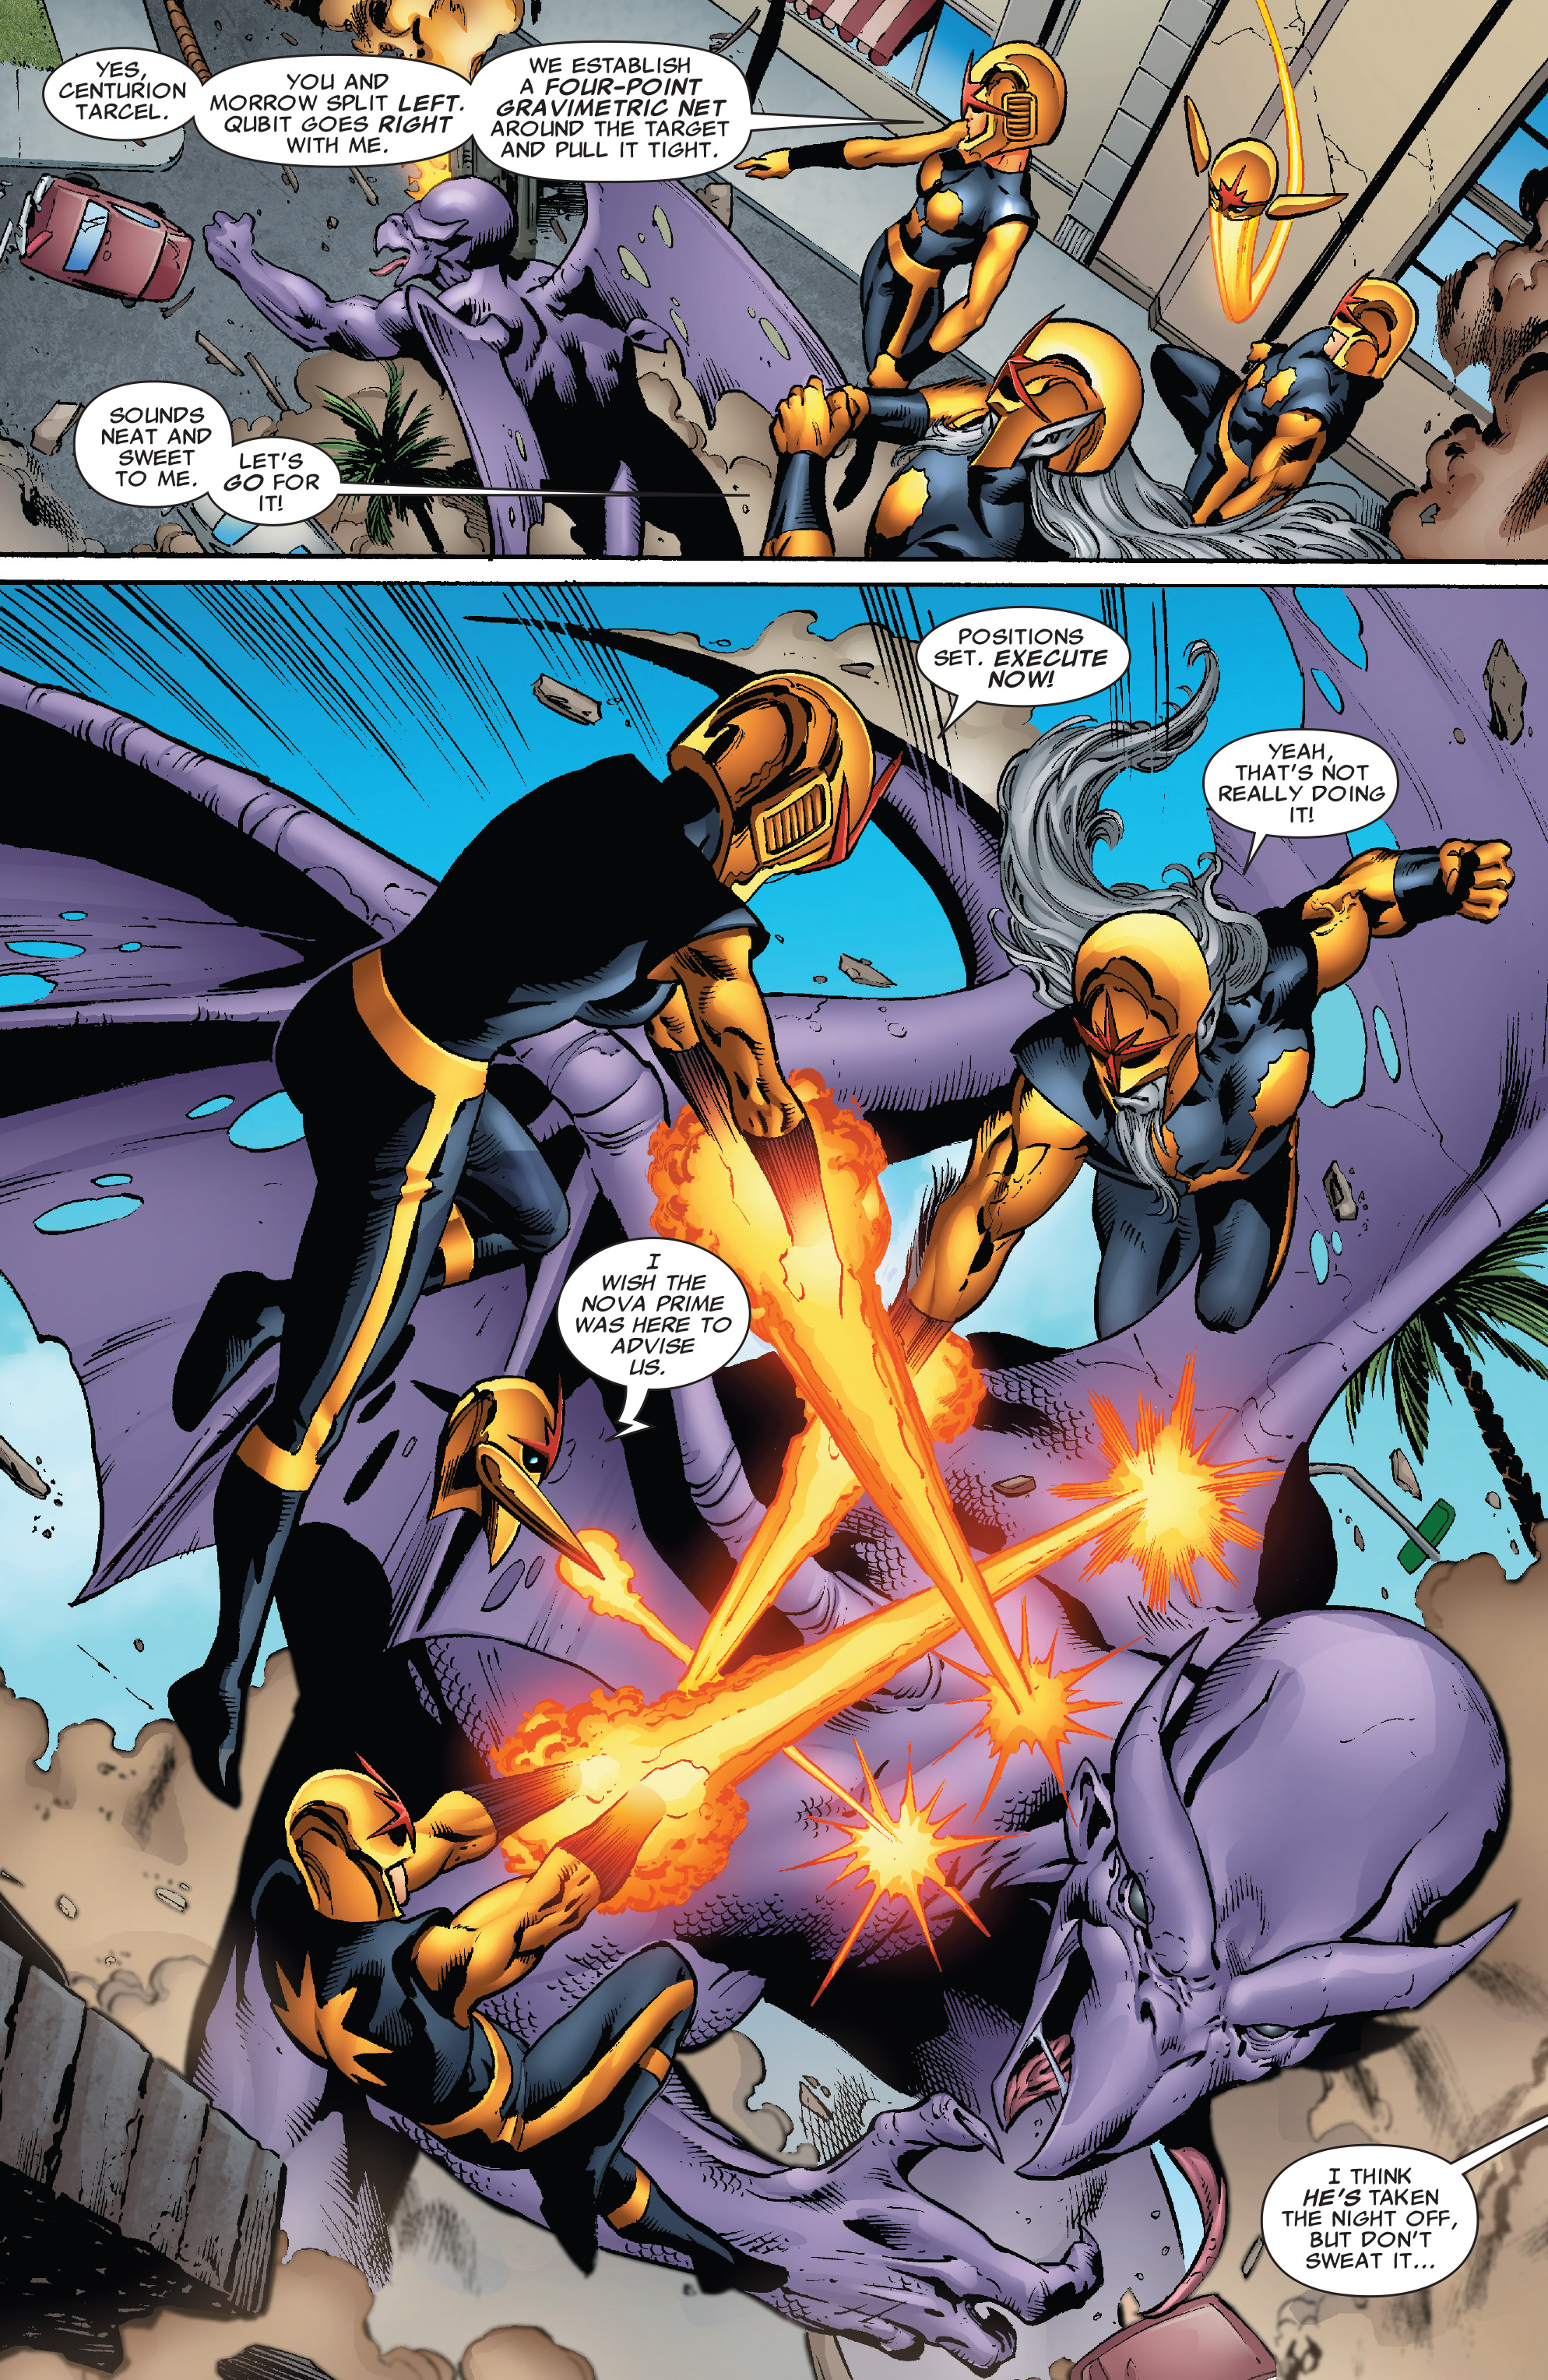 YES,
CENTURION
TARCEL.
YOU AND
MORROW SPLIT LEFT.
QUBIT GOES RIGHT
WITH ME.
WE ESTABLISH
A FOUR-POINT
GRAVIMETRIC NET
AROUND THE TARGET
AND PULL IT TIGHT.
SOUNDS
NEAT AND
SWEET
TO ME.
LET'S
GO FOR
IT!
POSITIONS
SET. EXECUTE
NOW!
YEAH,
THAT'S NOT
REALLY DOING
IT!
I
WISH THE
NOVA PRIME
WAS HERE TO
ADVISE
US.
I THINK
HE'S TAKEN
THE NIGHT OFF,
BUT DON'T
SWEAT IT...